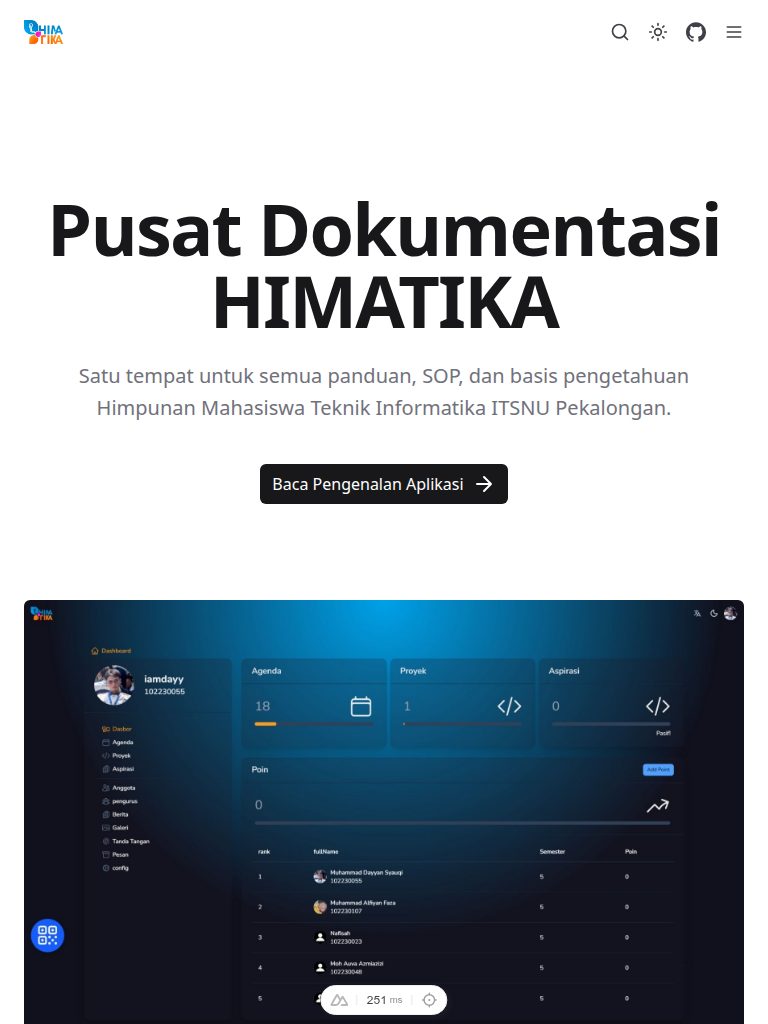 HIMA
TIKA
Pusat Dokumentasi
HIMATIKA
Satu tempat untuk semua panduan, SOP, dan basis pengetahuan
Himpunan Mahasiswa Teknik Informatika ITSNU Pekalongan.
Baca Pengenalan Aplikasi
HIMA
TIKA
Dashboard
iamdayy
102230055
Dasbor
Agenda
Proyek
Aspirasi
Anggota
pengurus
Berita
Galeri
Tanda Tangan
Pesan
config
Agenda
18
Proyek
1
Aspirasi
0
Pasif!
Poin
Add Point
0
rank fullName Semester Poin
1 Muhammad Dayyan Syauqi 5 0
102230055
2 Muhammad Alfiyan Faza 5 0
102230107
3 Nafisah 5 0
102230023
4 Moh Auva Azmiazizi 5 0
102230048
5 5 0
251 ms